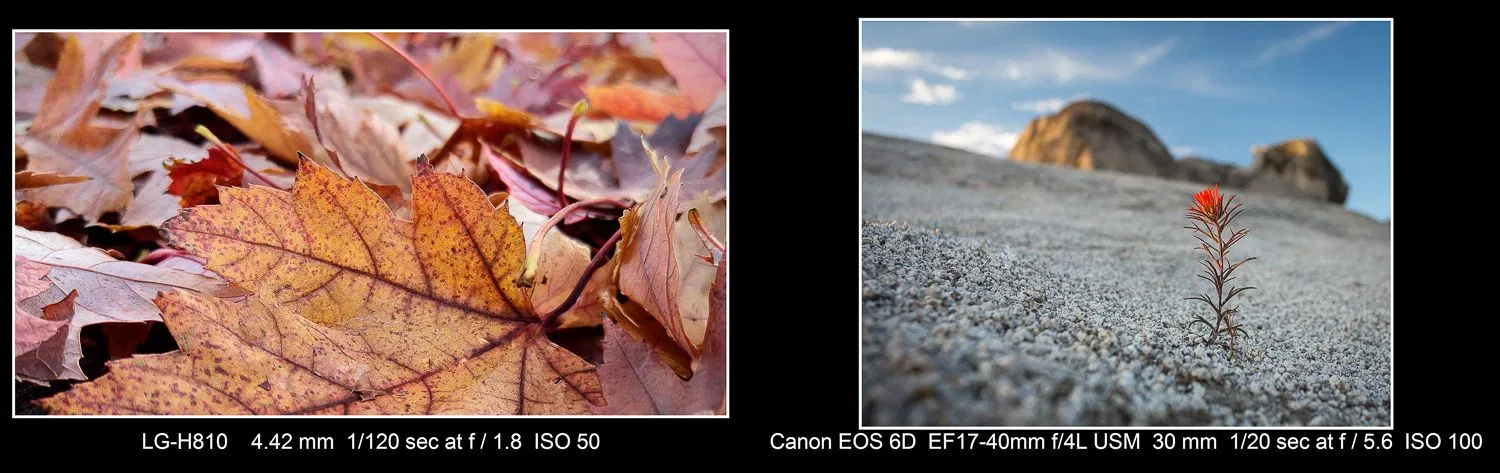 LG-H810 4.42 mm 1/120 sec at f / 1.8 ISO 50
Canon EOS 6D EF17-40mm f/4L USM 30 mm 1/20 sec at f / 5.6 ISO 100